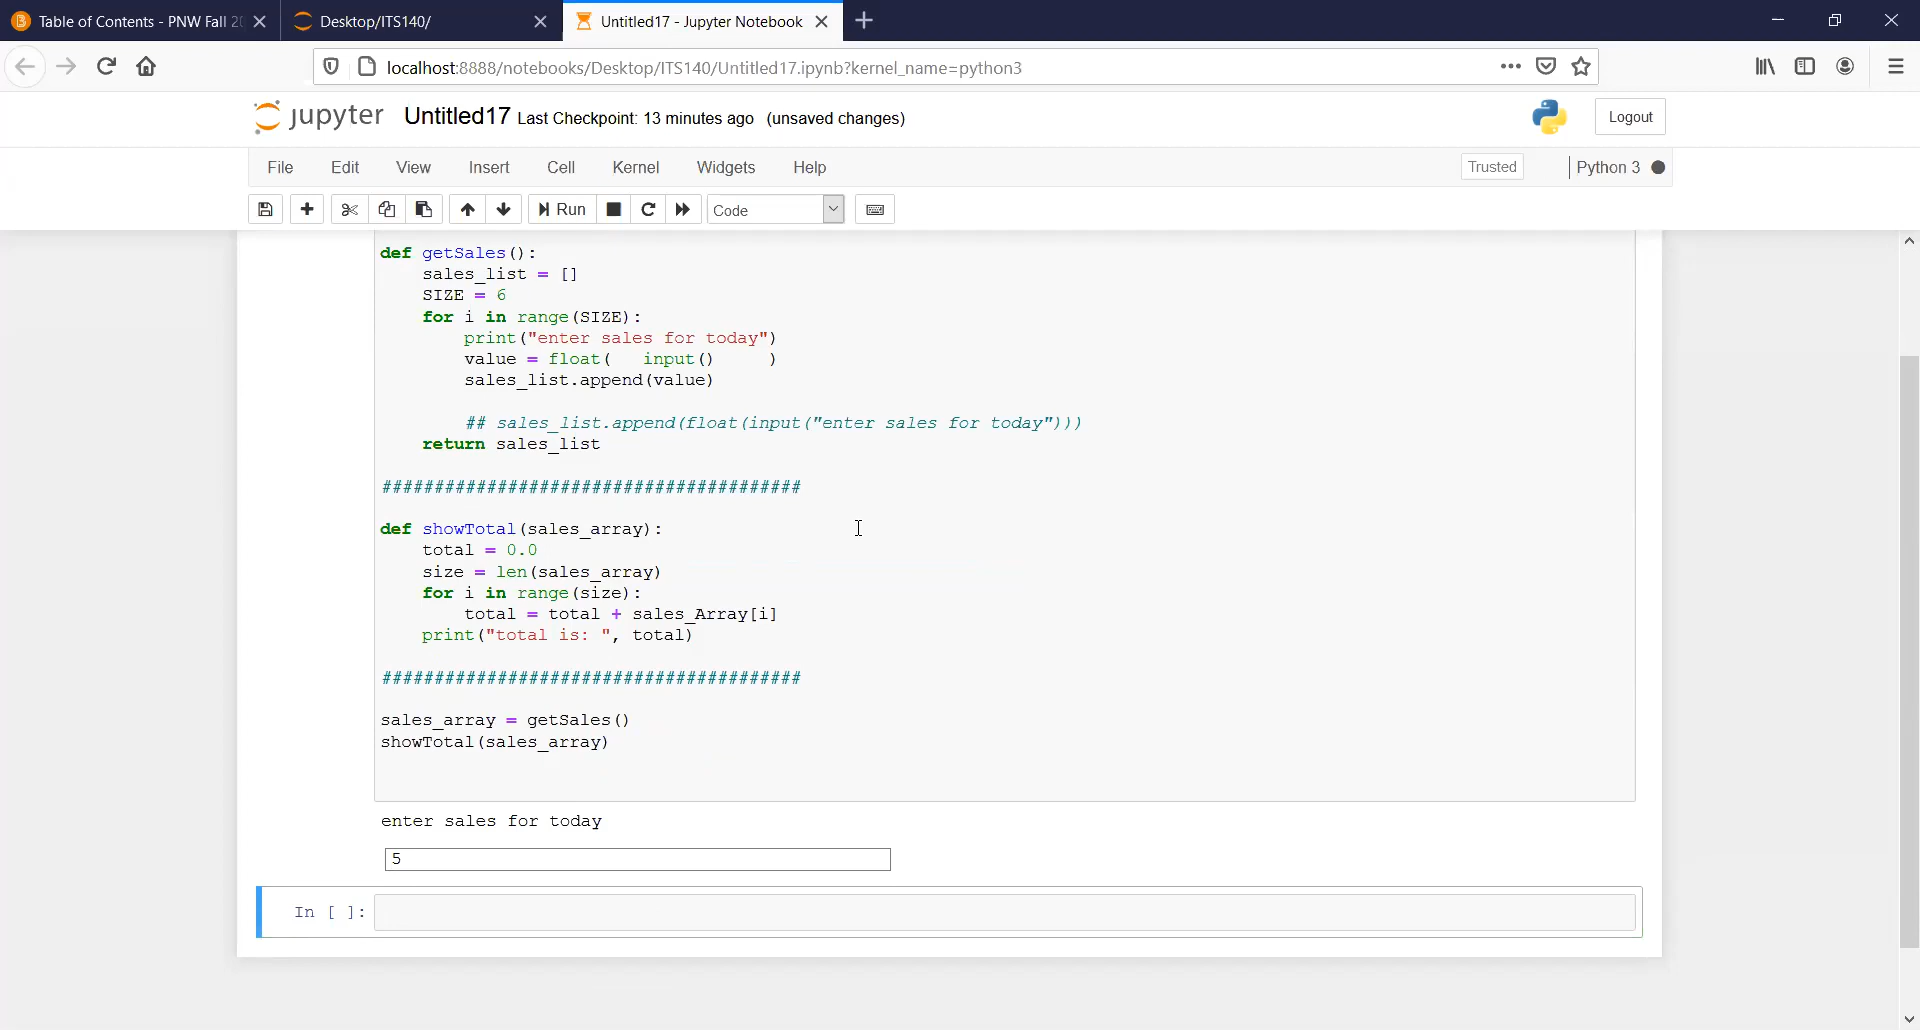 Table of Contents - PNW Fall 2
Desktop/ITS140/
Untitled17 - Jupyter Notebook
localhost:8888/notebooks/Desktop/ITS140/Untitled17.ipynb?kernel_name=python3
jupyter Untitled17 Last Checkpoint: 13 minutes ago (unsaved changes)
Logout
File Edit View Insert Cell Kernel Widgets Help
Trusted
Python 3
Run
Code
def getSales():
    sales_list = []
    SIZE = 6
    for i in range(SIZE):
        print("enter sales for today")
        value = float(   input()     )
        sales_list.append(value)
        ## sales_list.append(float(input("enter sales for today")))
    return sales_list
########################################
def showTotal(sales_array):
    total = 0.0
    size = len(sales_array)
    for i in range(size):
        total = total + sales_Array[i]
    print("total is: ", total)
########################################
sales_array = getSales()
showTotal(sales_array)
enter sales for today
5
In [ ]: